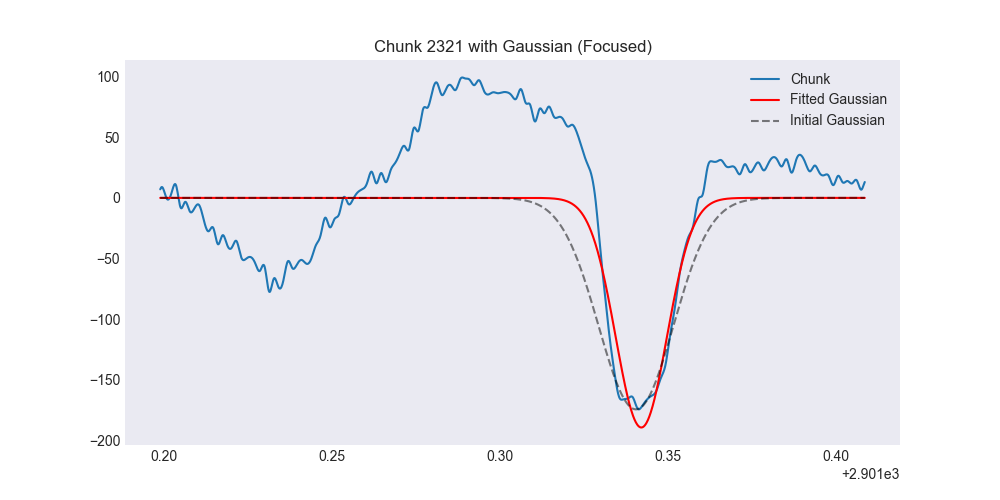 Chunk 2321 with Gaussian (Focused)
100
50
0
−50
−100
−150
−200
Chunk
Fitted Gaussian
Initial Gaussian
0.20 0.25 0.30 0.35 0.40
+2.901e3